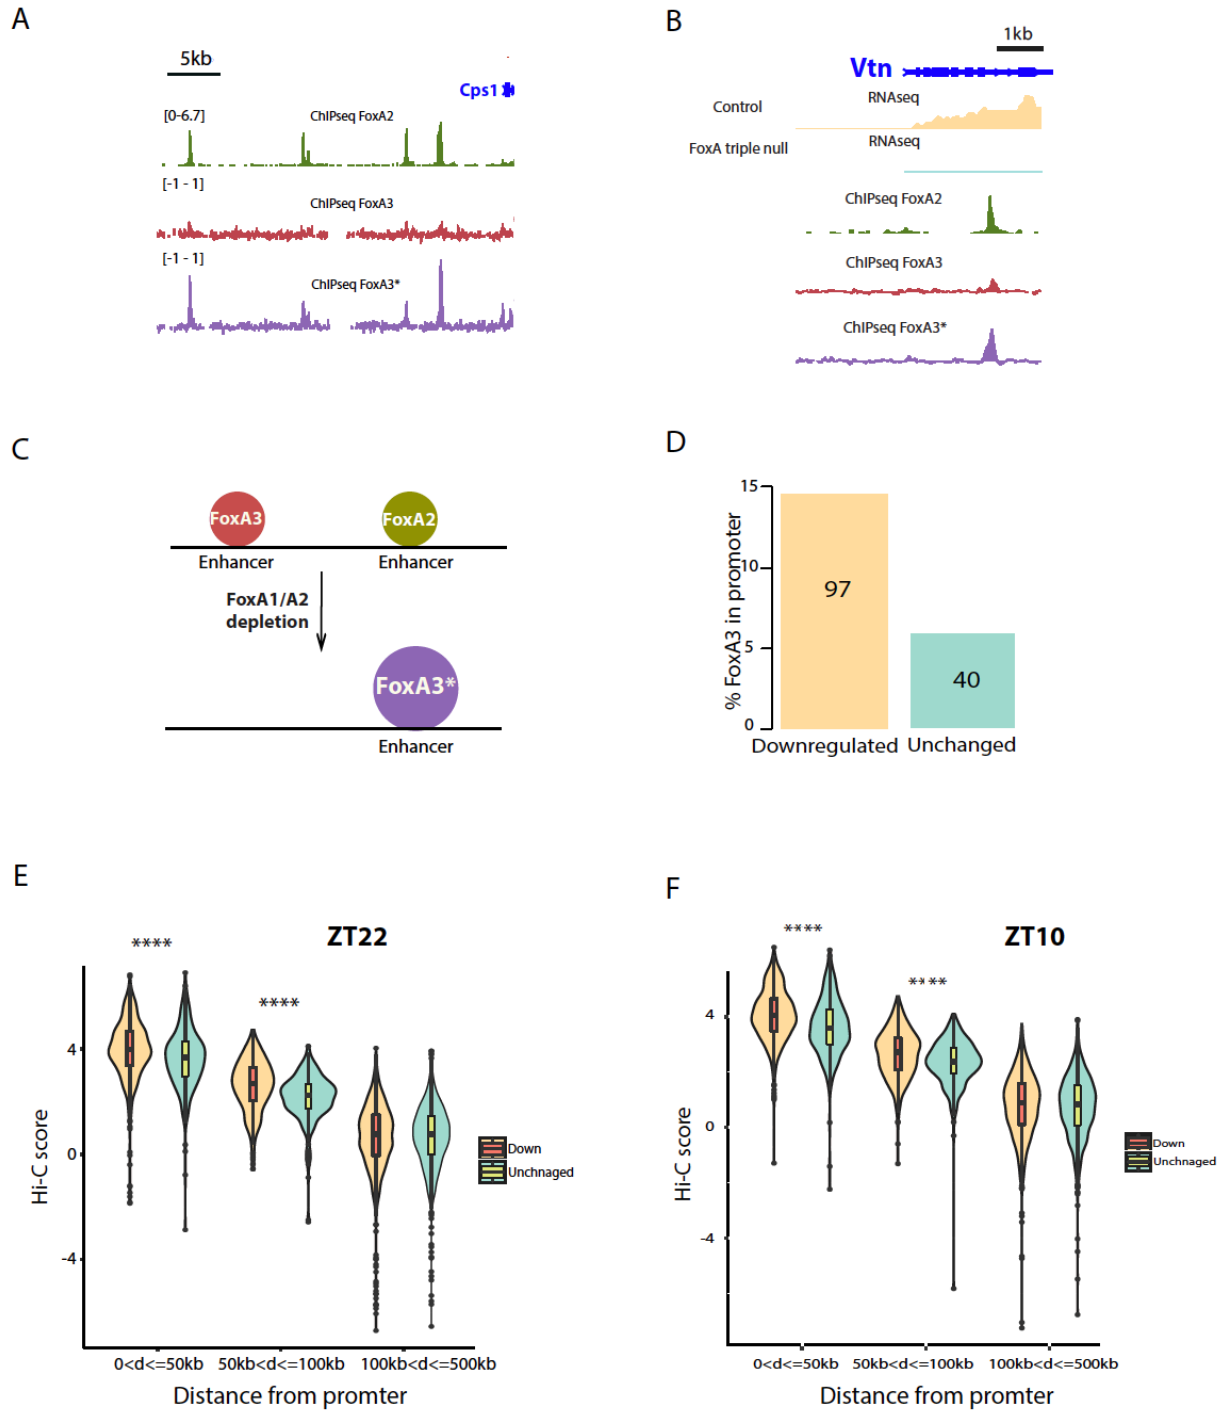 A
5kb
Cps1
[0-6.7]
ChIPseq FoxA2
[-1 - 1]
ChIPseq FoxA3
[-1 - 1]
ChIPseq FoxA3*
B
1kb
Vtn
Control
RNAseq
FoxA triple null
RNAseq
ChIPseq FoxA2
ChIPseq FoxA3
ChIPseq FoxA3*
C
FoxA3
FoxA2
Enhancer
Enhancer
FoxA1/A2
depletion
FoxA3*
Enhancer
D
% FoxA3 in promoter
15
10
5
0
97
40
Downregulated
Unchanged
E
ZT22
****
****
Hi-C score
4
0
-4
Down
Unchnaged
0<d<=50kb
50kb<d<=100kb
100kb<d<=500kb
Distance from promter
F
ZT10
****
****
Hi-C score
4
0
-4
Down
Unchnaged
0<d<=50kb
50kb<d<=100kb
100kb<d<=500kb
Distance from promter